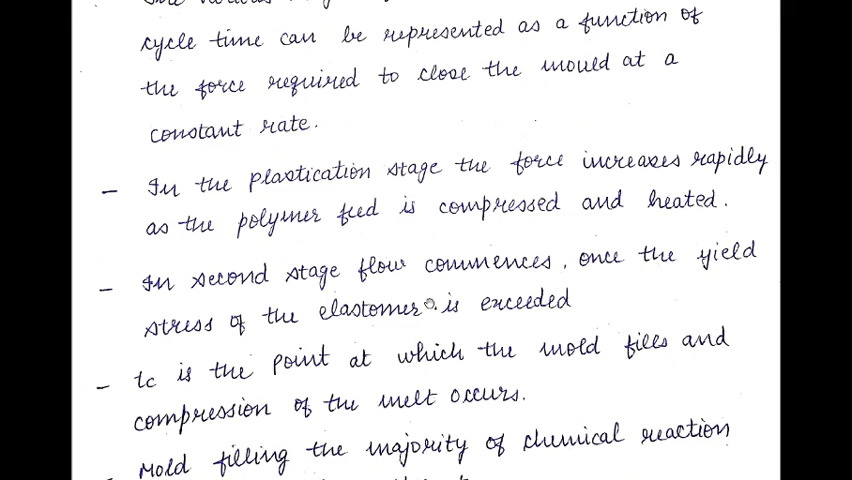 cycle time can be represented as a function of
the force required to close the mould at a
constant rate.
- In the plastication stage the force increases rapidly
as the polymer feed is compressed and heated.
- In second stage flow commences, once the yield
stress of the elastomer is exceeded
- tc is the point at which the mold fills and
compression of the melt occurs.
- Mold filling the majority of chemical reaction